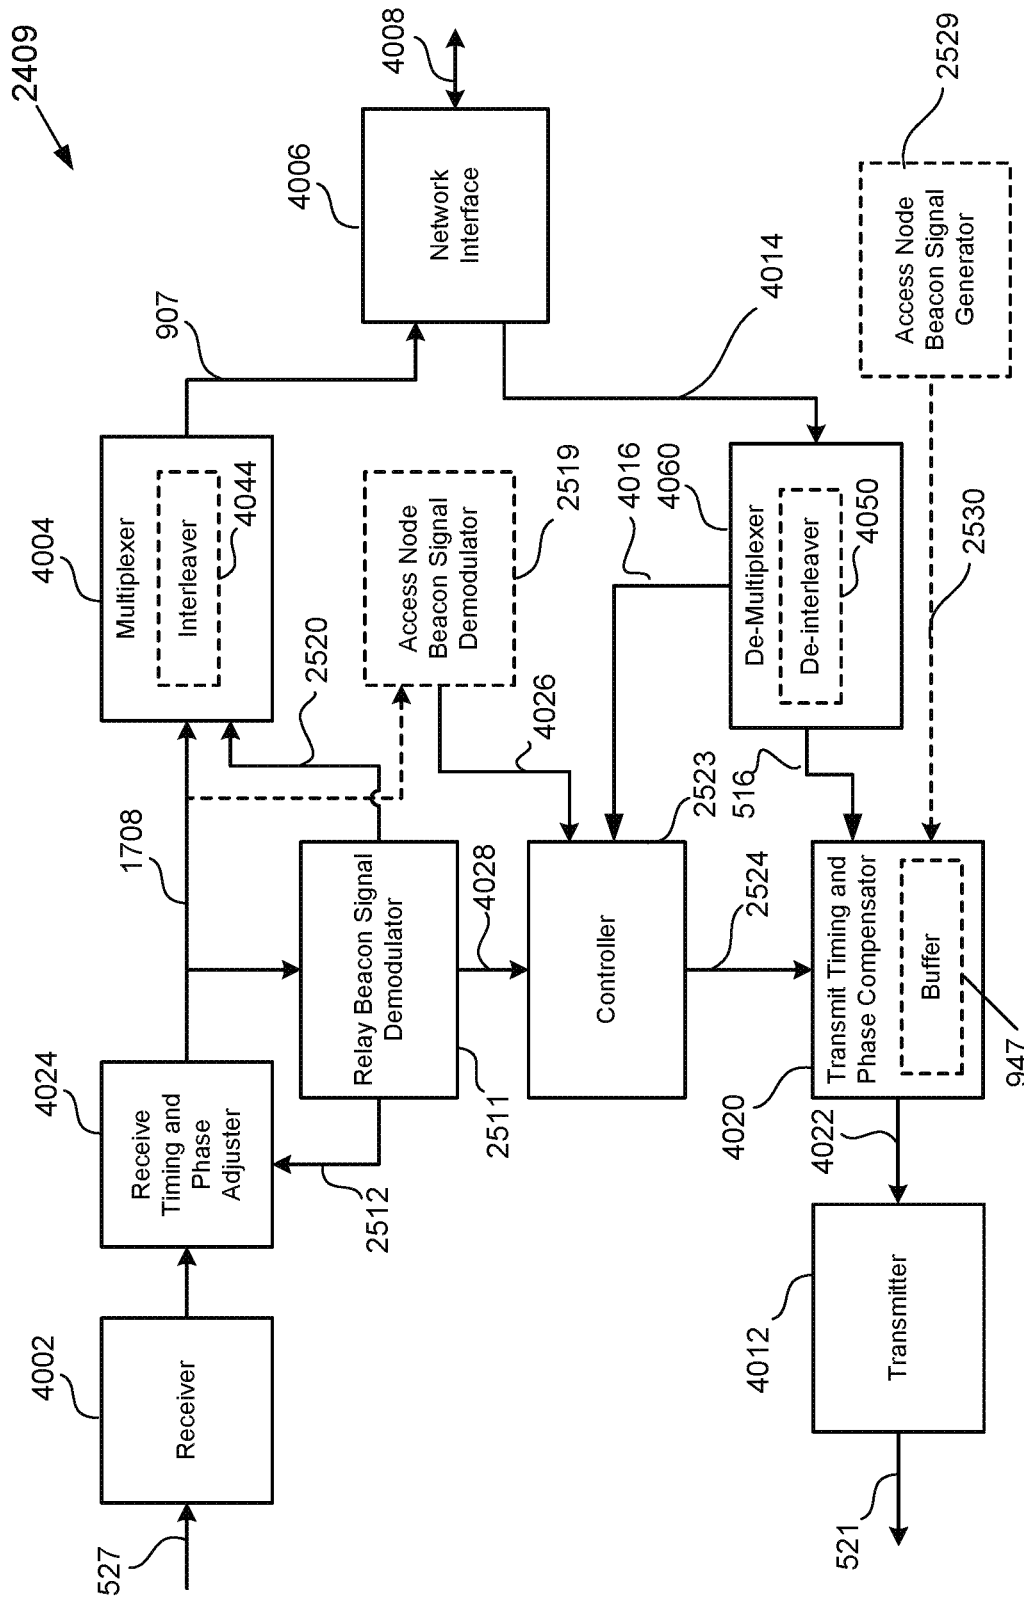 2409
4002
Receiver
527
4024
Receive
Timing and
Phase
Adjuster
1708
4004
Multiplexer
Interleaver
4044
907
4006
Network
Interface
4008
2512
Relay Beacon Signal
Demodulator
2511
2520
Access Node
Beacon Signal
Demodulator
2519
4028
4026
Controller
2523
4016
4014
4060
De-Multiplexer
De-interleaver
4050
516
2524
4020
Transmit Timing and
Phase Compensator
Buffer
947
4022
4012
Transmitter
521
2530
Access Node
Beacon Signal
Generator
2529